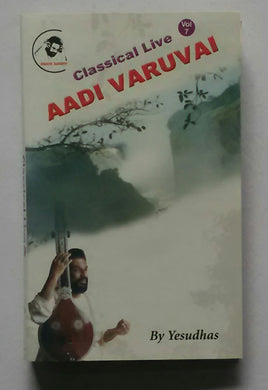 Classical Live Vol 7
AADI VARUVAI
By Yesudhas